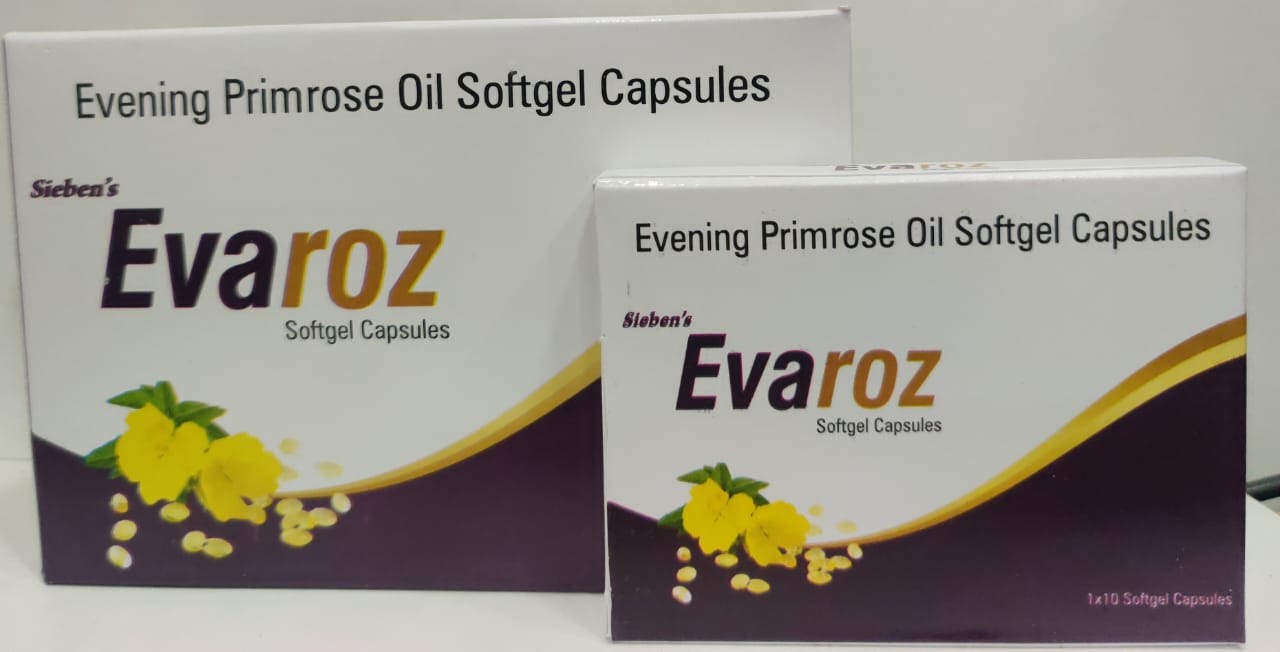 Evening Primrose Oil Softgel Capsules
Sieben's
Evaroz
Softgel Capsules
Evaroz
Evening Primrose Oil Softgel Capsules
Sieben's
Evaroz
Softgel Capsules
1x10 Softgel Capsules